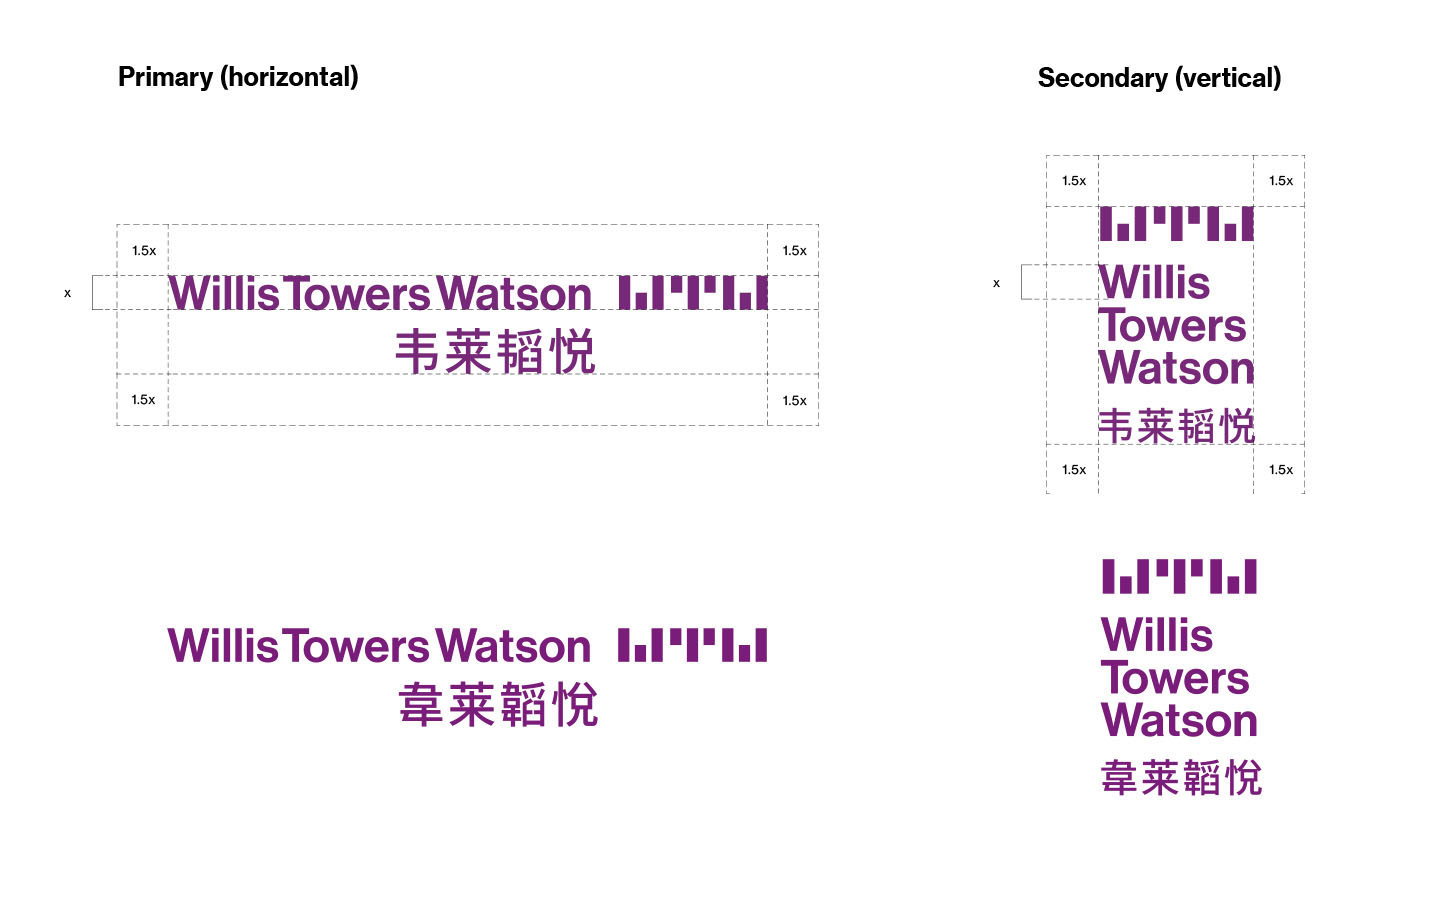 Primary (horizontal)
1.5x
1.5x
x
Willis Towers Watson
韦莱韬悦
1.5x
1.5x
Willis Towers Watson
韋莱韜悅
Secondary (vertical)
1.5x
1.5x
x
Willis
Towers
Watson
韦莱韬悦
1.5x
1.5x
Willis
Towers
Watson
韋莱韜悅